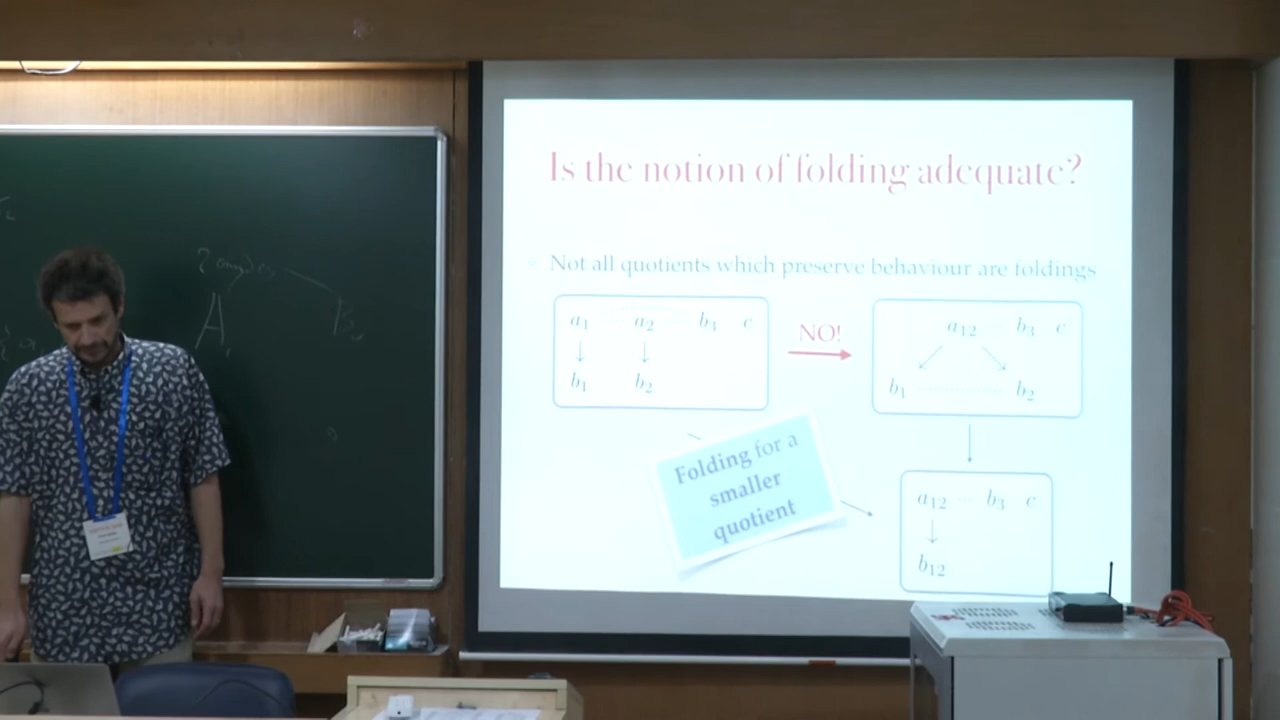 Is the notion of folding adequate?
Not all quotients which preserve behaviour are foldings
a₁ a₂ b₃ c
b₁ b₂
NO!
a₁₂ b₃ c
b₁ b₂
Folding for a
smaller
quotient
a₁₂ b₃ c
b₁₂
A₁